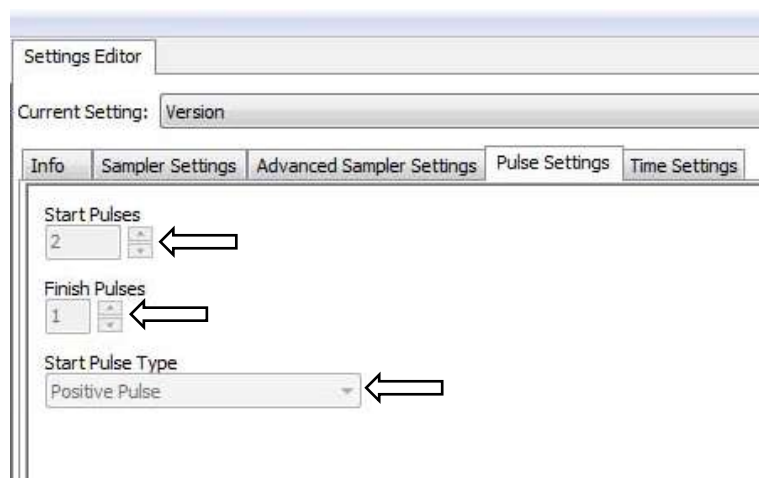 Settings Editor
Current Setting: Version
Info Sampler Settings Advanced Sampler Settings Pulse Settings Time Settings
Start Pulses
2
Finish Pulses
1
Start Pulse Type
Positive Pulse